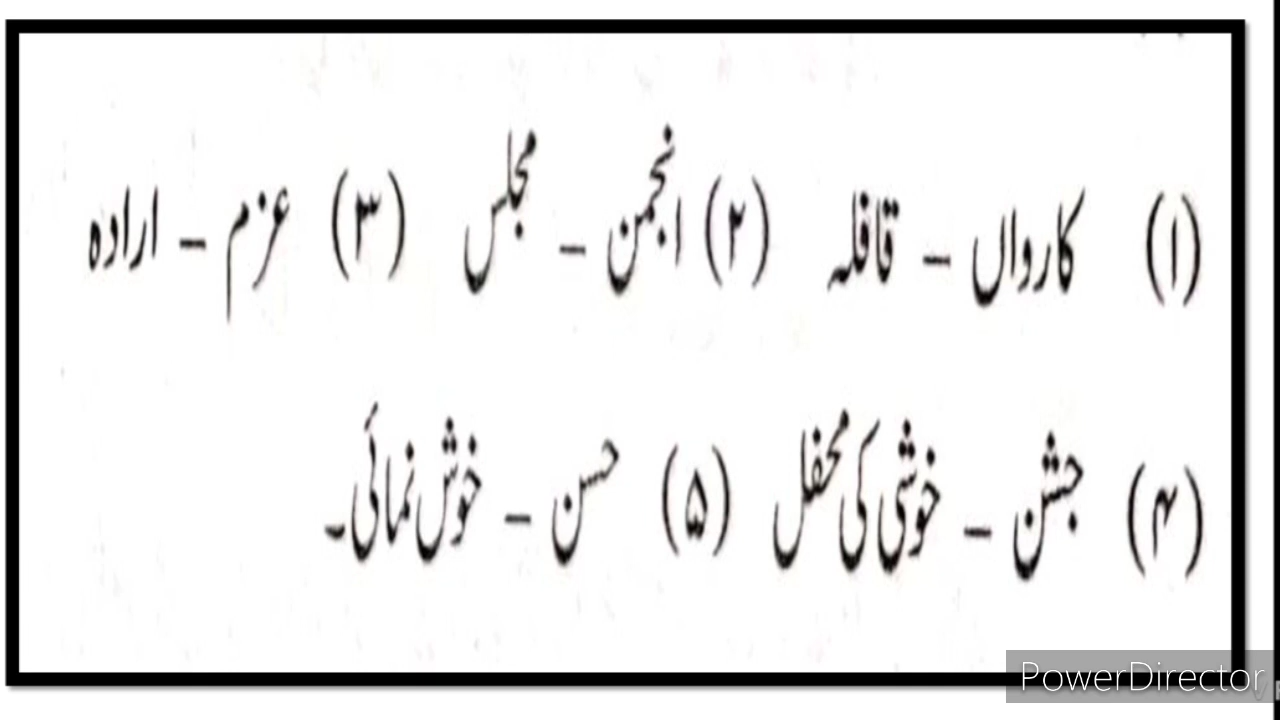 (۱) کارواں – قافلہ (۲) انجمن – مجلس (۳) عزم – ارادہ
(۴) جشن – خوشی کی محفل (۵) حسن – خوش نمائی۔
PowerDirector